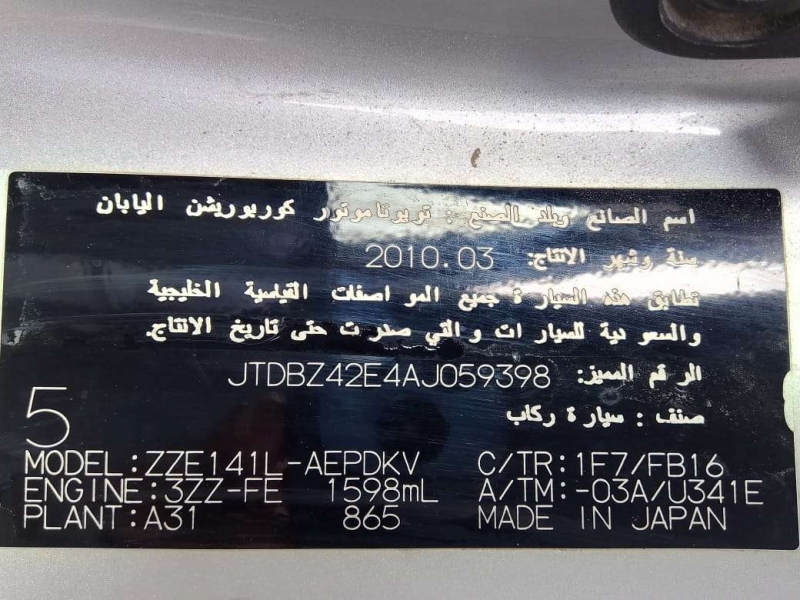 اسم الصانع وبلد الصنع : تويوتاموتور كوربوريشن اليابان
سنة وشهر الانتاج: 2010.03
تطابق هذه السيارة جميع المواصفات القياسية الخليجية
والسعودية للسيارات والتي صدرت حتى تاريخ الانتاج.
الرقم المميز: JTDBZ42E4AJ059398
صنف : سيارة ركاب
5
MODEL:ZZE141L-AEPDKV C/TR:1F7/FB16
ENGINE:3ZZ-FE 1598mL A/TM:-03A/U341E
PLANT:A31 865 MADE IN JAPAN